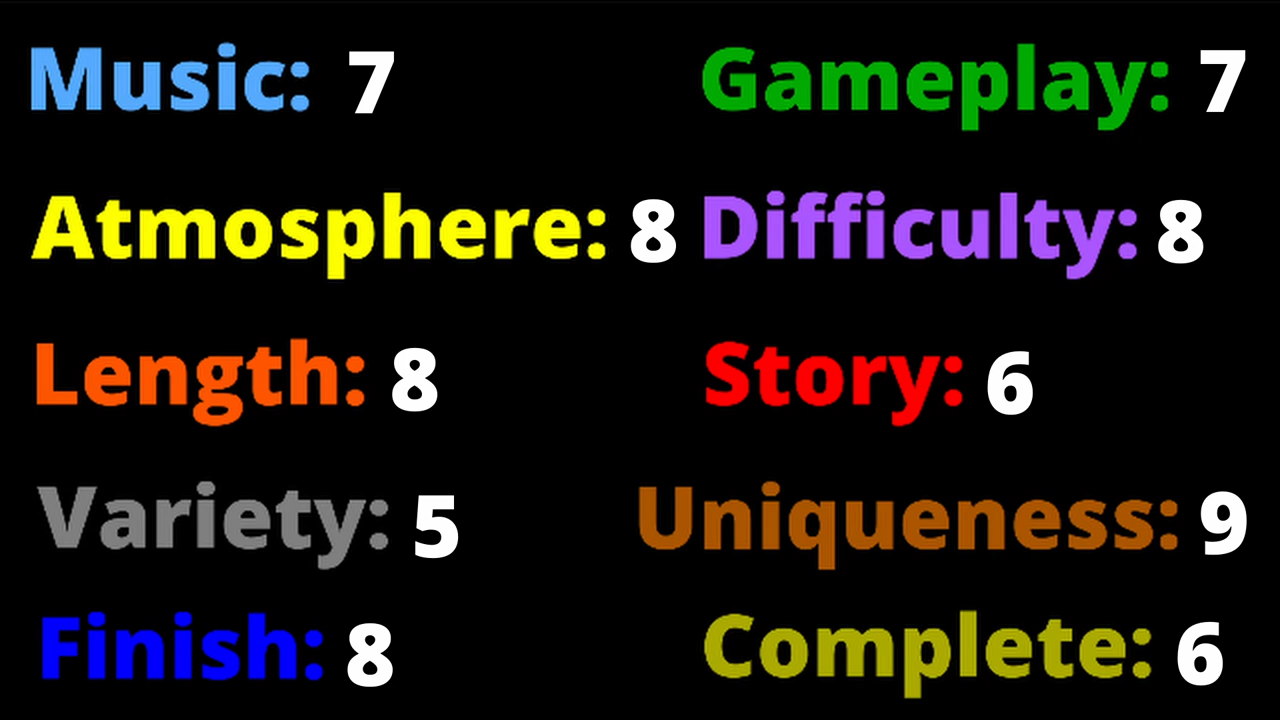 Music: 7 Gameplay: 7
Atmosphere: 8 Difficulty: 8
Length: 8 Story: 6
Variety: 5 Uniqueness: 9
Finish: 8 Complete: 6